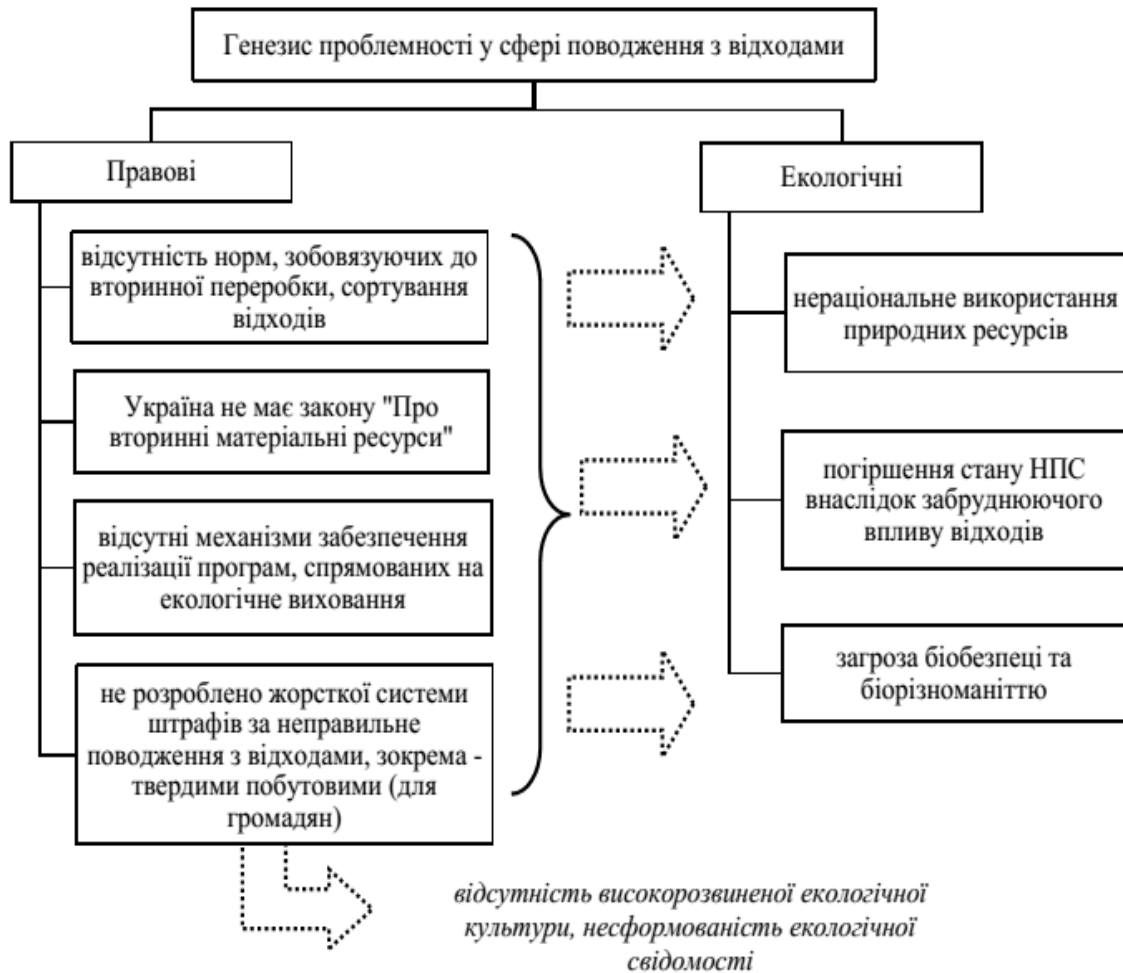 Генезис проблемності у сфері поводження з відходами
Правові
відсутність норм, зобовязуючих до
вторинної переробки, сортування
відходів
Україна не має закону "Про
вторинні матеріальні ресурси"
відсутні механізми забезпечення
реалізації програм, спрямованих на
екологічне виховання
не розроблено жорсткої системи
штрафів за неправильне
поводження з відходами, зокрема -
твердими побутовими (для
громадян)
Екологічні
нераціональне використання
природних ресурсів
погіршення стану НПС
внаслідок забруднюючого
впливу відходів
загроза біобезпеці та
біорізноманіттю
відсутність високорозвиненої екологічної
культури, несформованість екологічної
свідомості